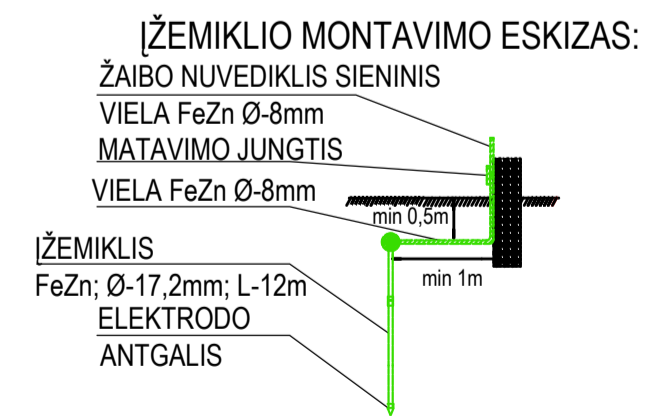 ĮŽEMIKLIO MONTAVIMO ESKIZAS:
ŽAIBO NUVEDIKLIS SIENINIS
VIELA FeZn Ø-8mm
MATAVIMO JUNGTIS
VIELA FeZn Ø-8mm
min 0,5m
min 1m
ĮŽEMIKLIS
FeZn; Ø-17,2mm; L-12m
ELEKTRODO
ANTGALIS